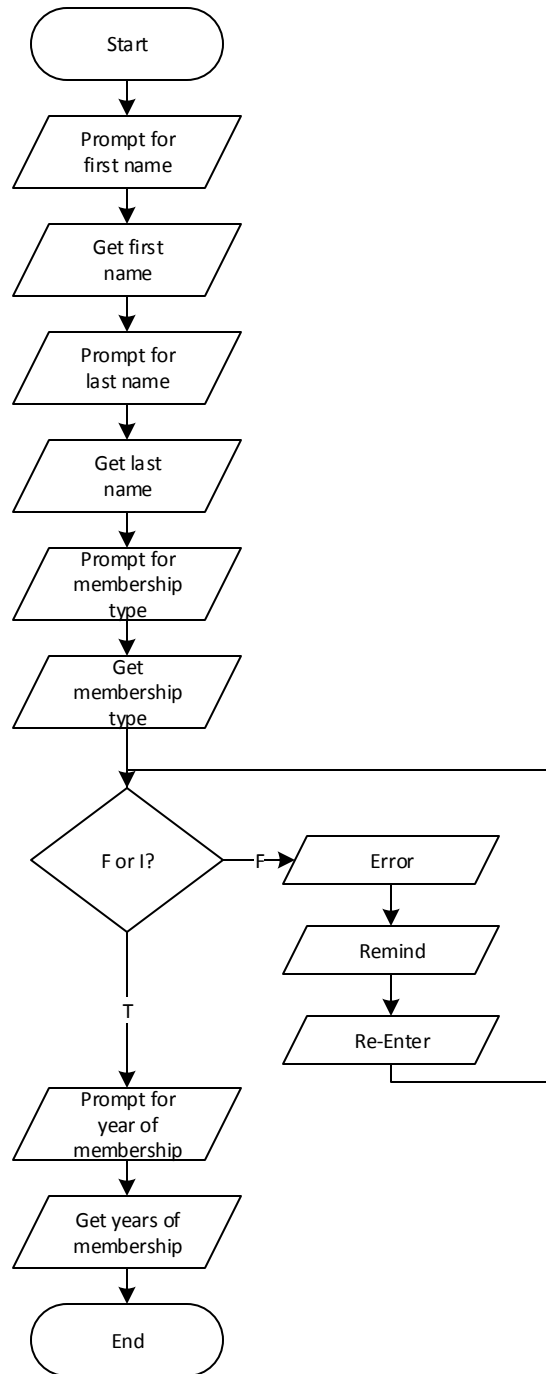 Start
Prompt for
first name
Get first
name
Prompt for
last name
Get last
name
Prompt for
membership
type
Get
membership
type
F or I?
F
Error
Remind
Re-Enter
T
Prompt for
year of
membership
Get years of
membership
End